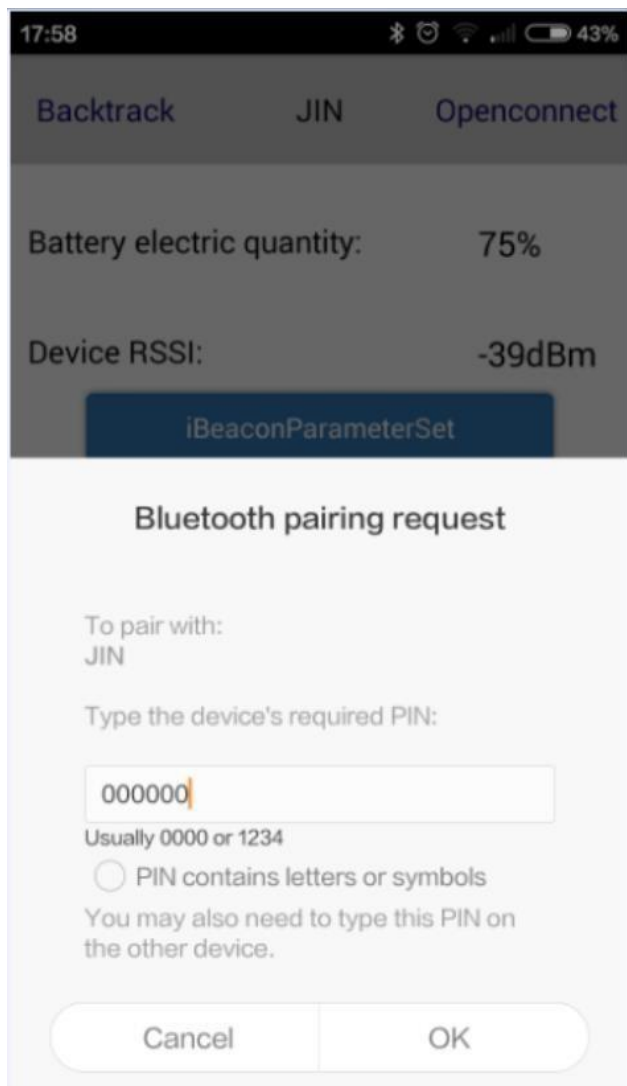 17:58 43%
Backtrack JIN Openconnect
Battery electric quantity: 75%
Device RSSI: -39dBm
iBeaconParameterSet
Bluetooth pairing request
To pair with:
JIN
Type the device's required PIN:
000000
Usually 0000 or 1234
PIN contains letters or symbols
You may also need to type this PIN on
the other device.
Cancel OK